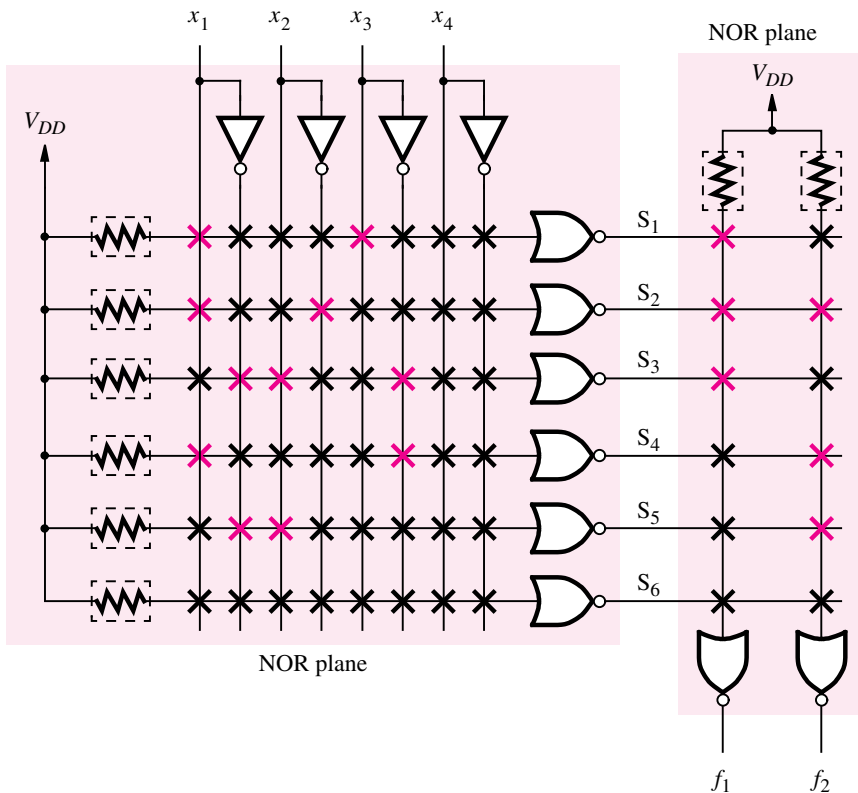 x1 x2 x3 x4
NOR plane
VDD
VDD
S1
S2
S3
S4
S5
S6
NOR plane
f1 f2